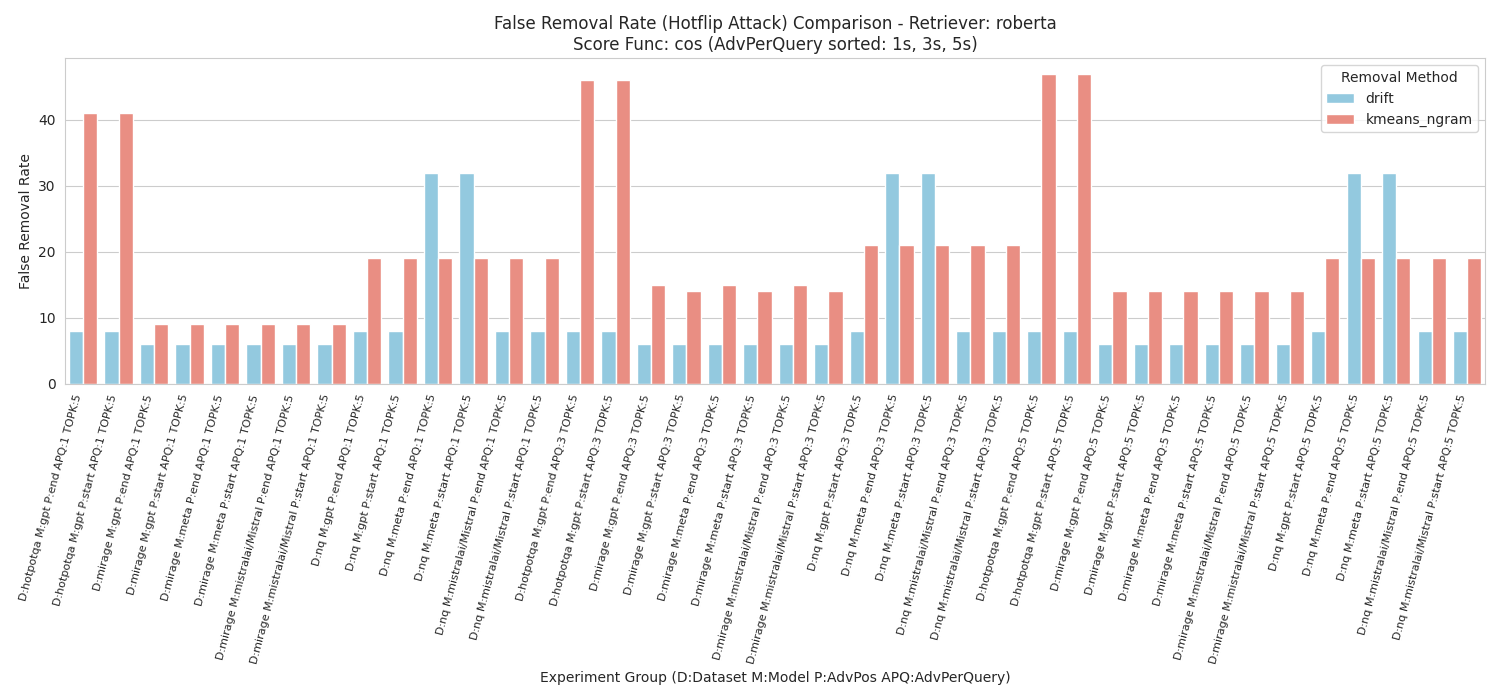 False Removal Rate (Hotflip Attack) Comparison - Retriever: roberta
Score Func: cos (AdvPerQuery sorted: 1s, 3s, 5s)
Removal Method
drift
kmeans_ngram
False Removal Rate
40
30
20
10
0
D:hotpotqa M:gpt P:end APQ:1 TOPK:5
D:hotpotqa M:gpt P:start APQ:1 TOPK:5
D:mirage M:gpt P:end APQ:1 TOPK:5
D:mirage M:gpt P:start APQ:1 TOPK:5
D:mirage M:meta P:end APQ:1 TOPK:5
D:mirage M:meta P:start APQ:1 TOPK:5
D:mirage M:mistralai/Mistral P:end APQ:1 TOPK:5
D:mirage M:mistralai/Mistral P:start APQ:1 TOPK:5
D:nq M:gpt P:end APQ:1 TOPK:5
D:nq M:gpt P:start APQ:1 TOPK:5
D:nq M:meta P:end APQ:1 TOPK:5
D:nq M:meta P:start APQ:1 TOPK:5
D:nq M:mistralai/Mistral P:end APQ:1 TOPK:5
D:nq M:mistralai/Mistral P:start APQ:1 TOPK:5
D:hotpotqa M:gpt P:end APQ:3 TOPK:5
D:hotpotqa M:gpt P:start APQ:3 TOPK:5
D:mirage M:gpt P:end APQ:3 TOPK:5
D:mirage M:gpt P:start APQ:3 TOPK:5
D:mirage M:meta P:end APQ:3 TOPK:5
D:mirage M:meta P:start APQ:3 TOPK:5
D:mirage M:mistralai/Mistral P:end APQ:3 TOPK:5
D:mirage M:mistralai/Mistral P:start APQ:3 TOPK:5
D:nq M:gpt P:start APQ:3 TOPK:5
D:nq M:meta P:end APQ:3 TOPK:5
D:nq M:meta P:start APQ:3 TOPK:5
D:nq M:mistralai/Mistral P:end APQ:3 TOPK:5
D:nq M:mistralai/Mistral P:start APQ:3 TOPK:5
D:hotpotqa M:gpt P:end APQ:5 TOPK:5
D:hotpotqa M:gpt P:start APQ:5 TOPK:5
D:mirage M:gpt P:end APQ:5 TOPK:5
D:mirage M:gpt P:start APQ:5 TOPK:5
D:mirage M:meta P:end APQ:5 TOPK:5
D:mirage M:meta P:start APQ:5 TOPK:5
D:mirage M:mistralai/Mistral P:end APQ:5 TOPK:5
D:mirage M:mistralai/Mistral P:start APQ:5 TOPK:5
D:nq M:gpt P:start APQ:5 TOPK:5
D:nq M:meta P:end APQ:5 TOPK:5
D:nq M:meta P:start APQ:5 TOPK:5
D:nq M:mistralai/Mistral P:end APQ:5 TOPK:5
D:nq M:mistralai/Mistral P:start APQ:5 TOPK:5
Experiment Group (D:Dataset M:Model P:AdvPos APQ:AdvPerQuery)